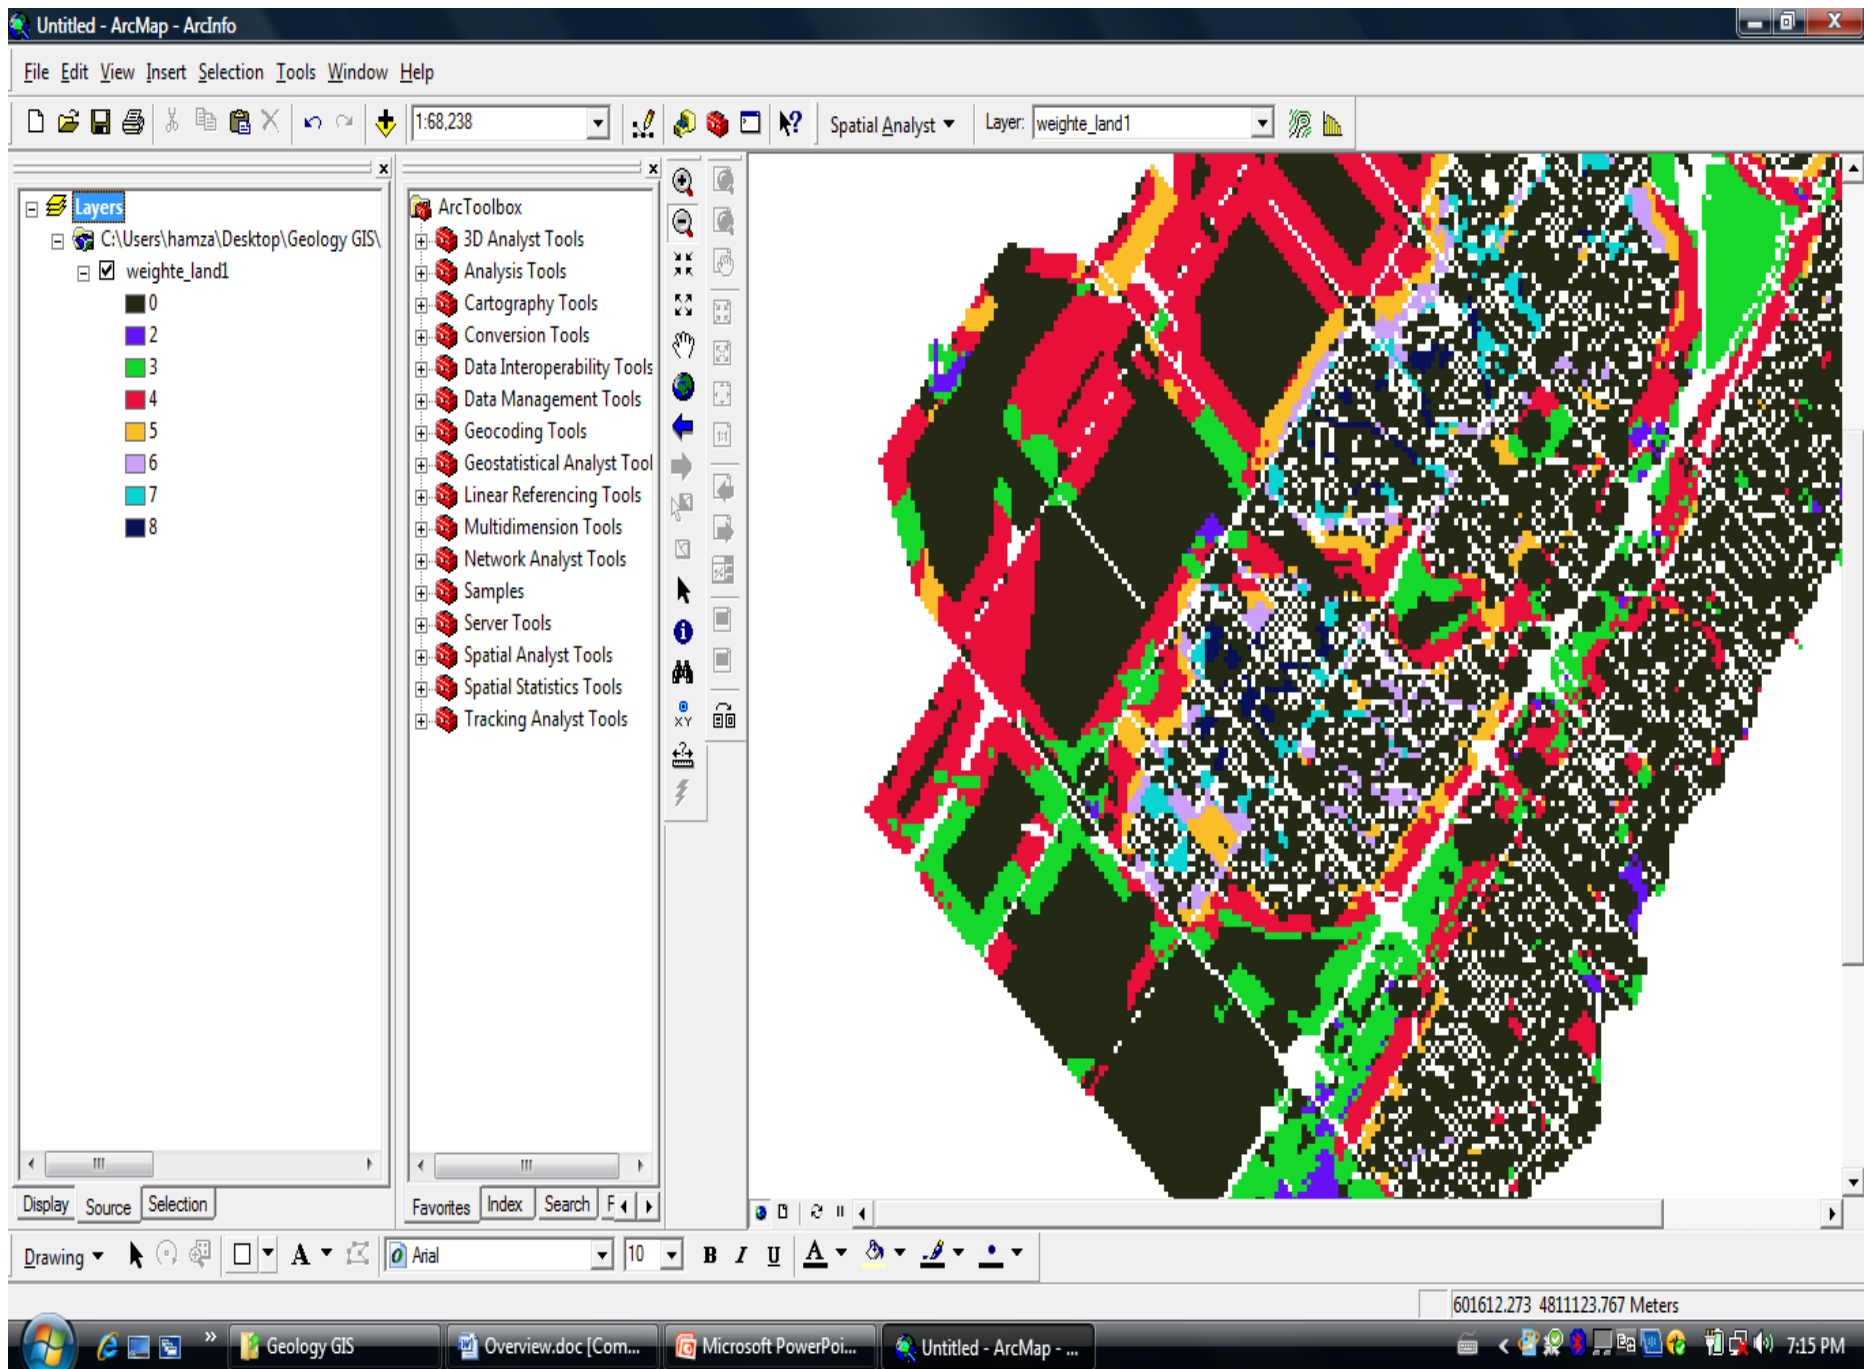 Untitled - ArcMap - ArcInfo
File Edit View Insert Selection Tools Window Help
1:68,238
Spatial Analyst
Layer: weighte_land1
Layers
C:\Users\hamza\Desktop\Geology GIS\
weighte_land1
0
2
3
4
5
6
7
8
Display Source Selection
ArcToolbox
3D Analyst Tools
Analysis Tools
Cartography Tools
Conversion Tools
Data Interoperability Tools
Data Management Tools
Geocoding Tools
Geostatistical Analyst Tool
Linear Referencing Tools
Multidimension Tools
Network Analyst Tools
Samples
Server Tools
Spatial Analyst Tools
Spatial Statistics Tools
Tracking Analyst Tools
Favorites Index Search F
XY
1:1
Drawing A Arial 10 B I U A
601612.273 4811123.767 Meters
Geology GIS
Overview.doc [Com...
Microsoft PowerPoi...
Untitled - ArcMap - ...
7:15 PM